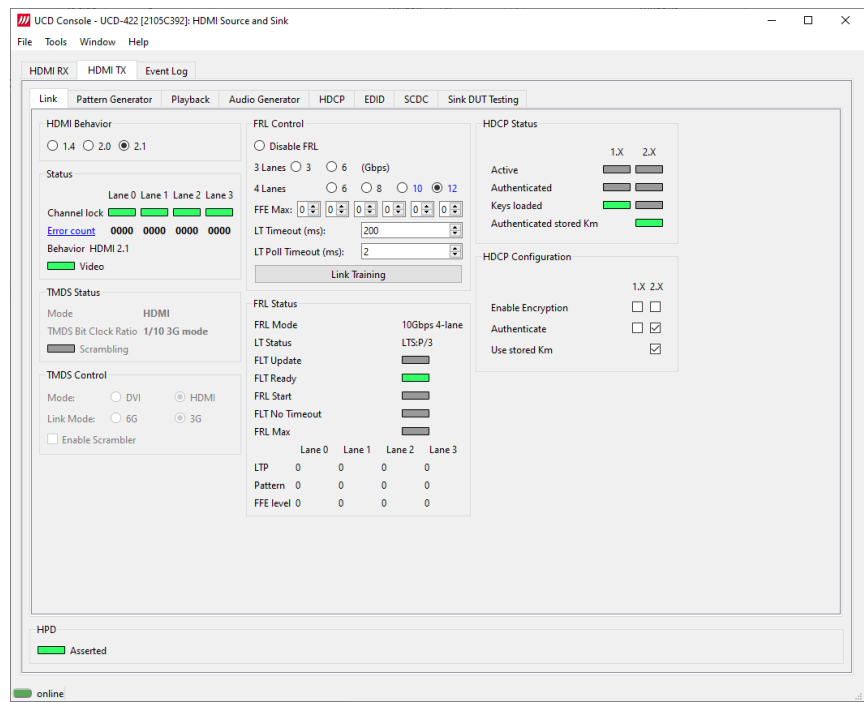 UCD Console - UCD-422 [2105C392]: HDMI Source and Sink
File Tools Window Help
HDMI RX HDMI TX Event Log
Link Pattern Generator Playback Audio Generator HDCP EDID SCDC Sink DUT Testing
HDMI Behavior
1.4 2.0 2.1
Status
Lane 0 Lane 1 Lane 2 Lane 3
Channel lock
Error count 0000 0000 0000 0000
Behavior HDMI 2.1
Video
TMDS Status
Mode HDMI
TMDS Bit Clock Ratio 1/10 3G mode
Scrambling
TMDS Control
Mode: DVI HDMI
Link Mode: 6G 3G
Enable Scrambler
FRL Control
Disable FRL
3 Lanes 3 6 (Gbps)
4 Lanes 6 8 10 12
FFE Max: 0 0 0 0 0 0
LT Timeout (ms): 200
LT Poll Timeout (ms): 2
Link Training
FRL Status
FRL Mode 10Gbps 4-lane
LT Status LTS:P/3
FLT Update
FLT Ready
FRL Start
FLT No Timeout
FRL Max
Lane 0 Lane 1 Lane 2 Lane 3
LTP 0 0 0 0
Pattern 0 0 0 0
FFE level 0 0 0 0
HDCP Status
1.X 2.X
Active
Authenticated
Keys loaded
Authenticated stored Km
HDCP Configuration
1.X 2.X
Enable Encryption
Authenticate
Use stored Km
HPD
Asserted
online